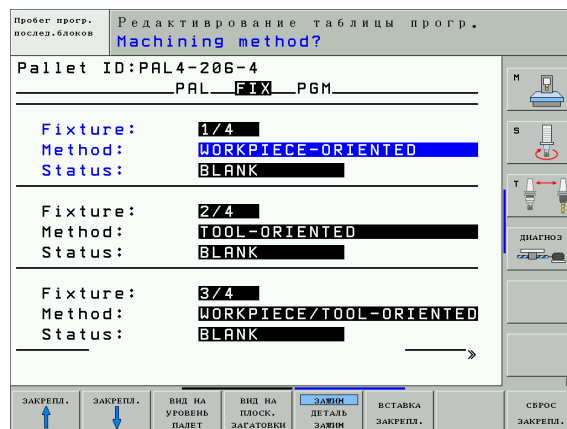 Пробег прогр.
послед.блоков
Редактиврование таблицы прогр.
Machining method?
Pallet ID:PAL4-206-4
PAL FIX PGM
Fixture: 1/4
Method: WORKPIECE-ORIENTED
Status: BLANK
Fixture: 2/4
Method: TOOL-ORIENTED
Status: BLANK
Fixture: 3/4
Method: WORKPIECE/TOOL-ORIENTED
Status: BLANK
»
M
S
T
ДИАГНОЗ
ЗАКРЕПЛ.
ЗАКРЕПЛ.
ВИД НА
УРОВЕНЬ
ПАЛЕТ
ВИД НА
ПЛОСК.
ЗАГАТОВКИ
ЗАЖИМ
ДЕТАЛЬ
ЗАЖИМ
ВСТАВКА
ЗАКРЕПЛ.
СБРОС
ЗАКРЕПЛ.